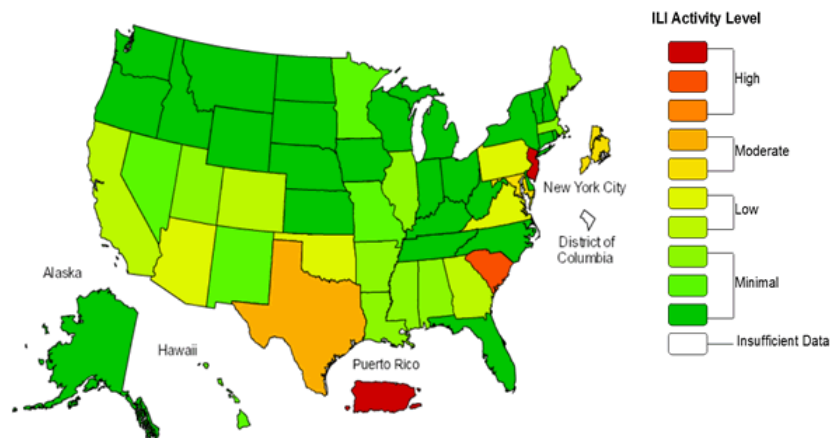 ILI Activity Level
High
Moderate
Low
Minimal
Insufficient Data
New York City
District of
Columbia
Alaska
Hawaii
Puerto Rico